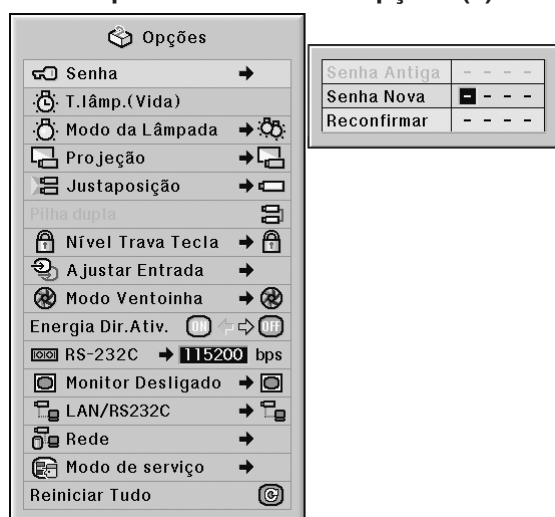 Opções
Senha
T.lâmp.(Vida)
Modo da Lâmpada
Projeção
Justaposição
Pilha dupla
Nível Trava Tecla
Ajustar Entrada
Modo Ventoinha
Energia Dir.Ativ. ON OFF
RS-232C 115200 bps
Monitor Desligado
LAN/RS232C
Rede
Modo de serviço
Reiniciar Tudo
Senha Antiga - - - -
Senha Nova - - - -
Reconfirmar - - - -